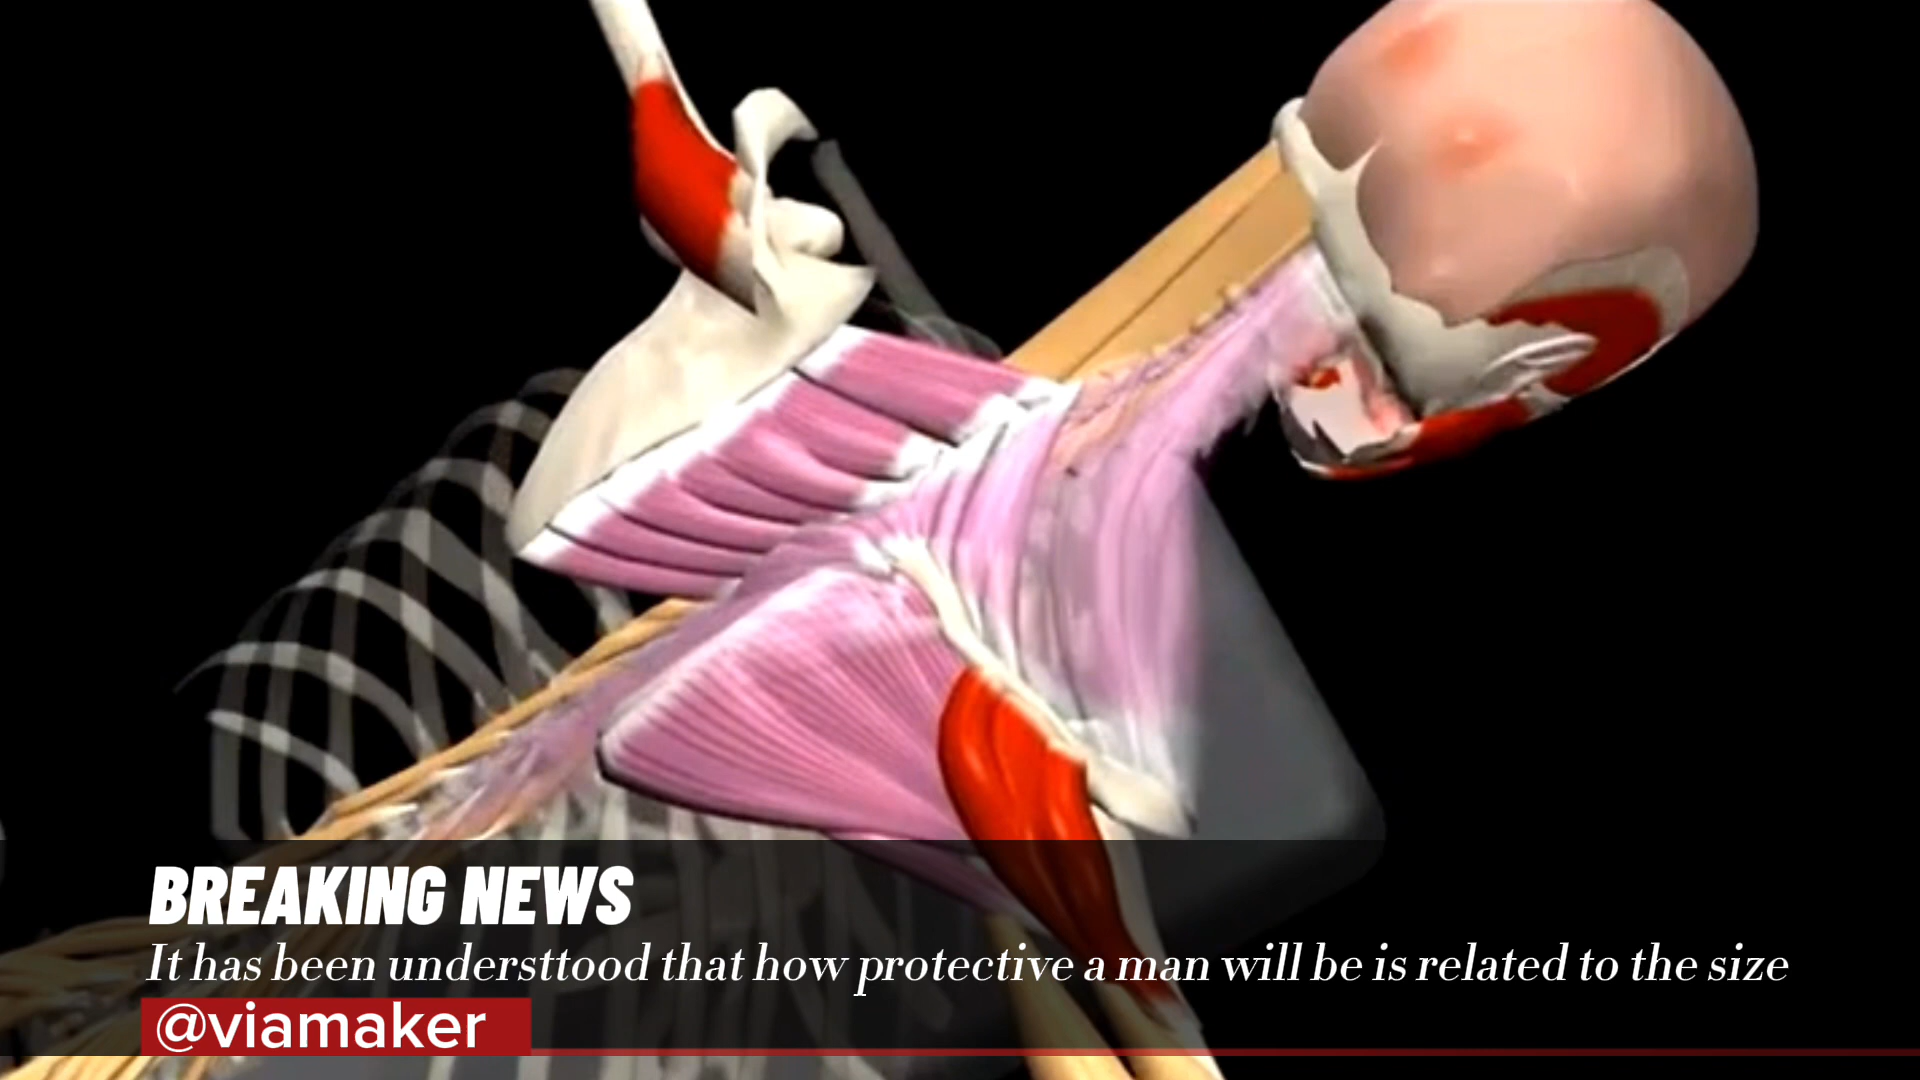 BREAKING NEWS
It has been understtood that how protective a man will be is related to the size
@viamaker